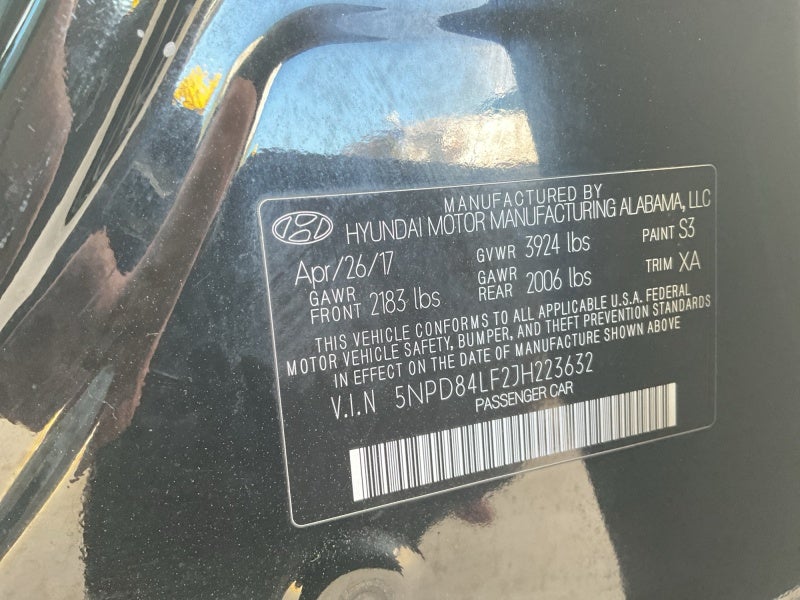 MANUFACTURED BY
HYUNDAI MOTOR MANUFACTURING ALABAMA, LLC
Apr/26/17 GVWR 3924 lbs PAINT S3
GAWR FRONT 2183 lbs GAWR REAR 2006 lbs TRIM XA
THIS VEHICLE CONFORMS TO ALL APPLICABLE U.S.A. FEDERAL
MOTOR VEHICLE SAFETY, BUMPER, AND THEFT PREVENTION STANDARDS
IN EFFECT ON THE DATE OF MANUFACTURE SHOWN ABOVE
V.I.N 5NPD84LF2JH223632
PASSENGER CAR